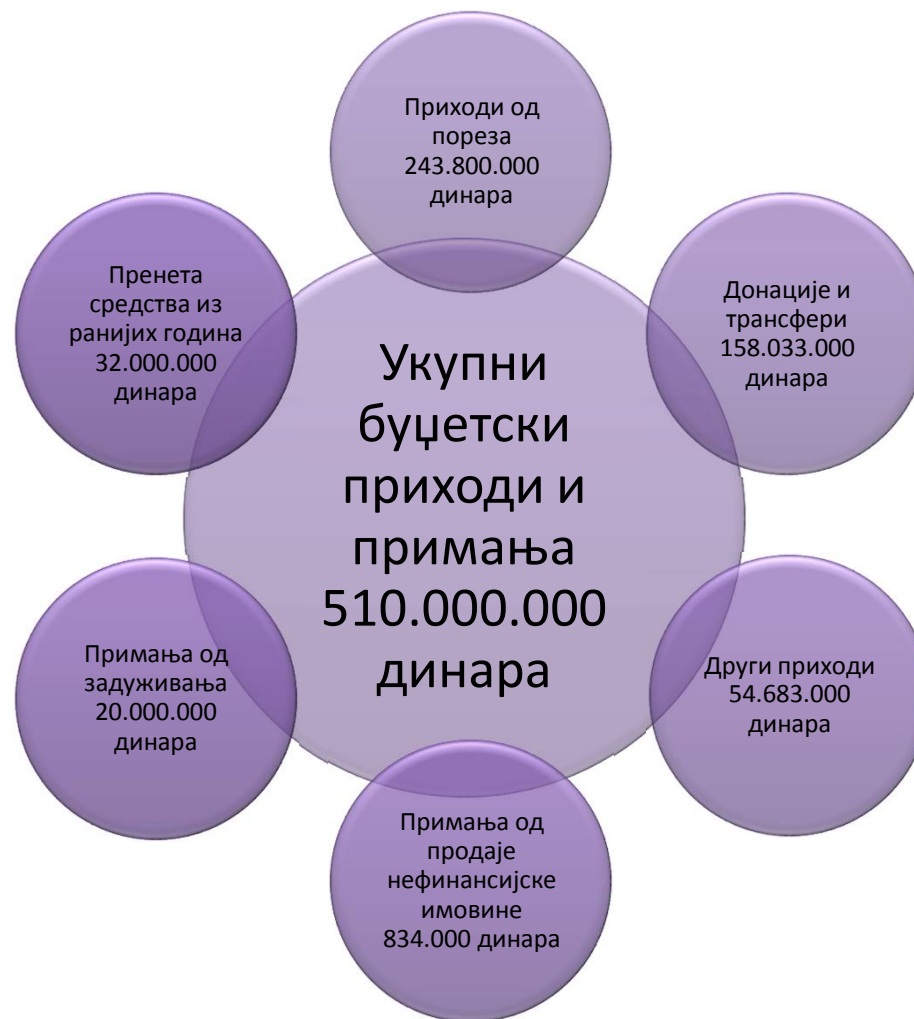 Приходи од
пореза
243.800.000
динара
Пренета
средства из
ранијих година
32.000.000
динара
Донације и
трансфери
158.033.000
динара
Укупни
буџетски
приходи и
примања
510.000.000
динара
Примања од
задуживања
20.000.000
динара
Други приходи
54.683.000
динара
Примања од
продаје
нефинансијске
имовине
834.000 динара